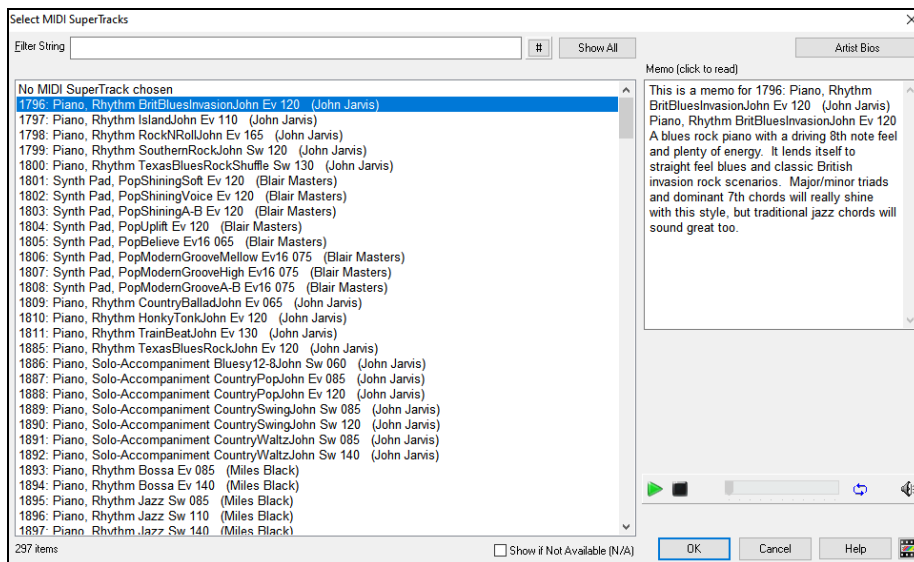 Select MIDI SuperTracks
Filter String
#
Show All
Artist Bios
Memo (click to read)
No MIDI SuperTrack chosen
1796: Piano, Rhythm BritBluesInvasionJohn Ev 120 (John Jarvis)
1797: Piano, Rhythm IslandJohn Ev 110 (John Jarvis)
1798: Piano, Rhythm RockNRollJohn Ev 165 (John Jarvis)
1799: Piano, Rhythm SouthernRockJohn Sw 120 (John Jarvis)
1800: Piano, Rhythm TexasBluesRockShuffle Sw 130 (John Jarvis)
1801: Synth Pad, PopShiningSoft Ev 120 (Blair Masters)
1802: Synth Pad, PopShiningVoice Ev 120 (Blair Masters)
1803: Synth Pad, PopShiningA-B Ev 120 (Blair Masters)
1804: Synth Pad, PopUplift Ev 120 (Blair Masters)
1805: Synth Pad, PopBelieve Ev16 065 (Blair Masters)
1806: Synth Pad, PopModernGrooveMellow Ev16 075 (Blair Masters)
1807: Synth Pad, PopModernGrooveHigh Ev16 075 (Blair Masters)
1808: Synth Pad, PopModernGrooveA-B Ev16 075 (Blair Masters)
1809: Piano, Rhythm CountryBalladJohn Ev 065 (John Jarvis)
1810: Piano, Rhythm HonkyTonkJohn Ev 120 (John Jarvis)
1811: Piano, Rhythm TrainBeatJohn Ev 130 (John Jarvis)
1885: Piano, Rhythm TexasBluesRockJohn Ev 120 (John Jarvis)
1886: Piano, Solo-Accompaniment Bluesy12-8John Sw 060 (John Jarvis)
1887: Piano, Solo-Accompaniment CountryPopJohn Ev 085 (John Jarvis)
1888: Piano, Solo-Accompaniment CountryPopJohn Ev 120 (John Jarvis)
1889: Piano, Solo-Accompaniment CountrySwingJohn Sw 085 (John Jarvis)
1890: Piano, Solo-Accompaniment CountrySwingJohn Sw 120 (John Jarvis)
1891: Piano, Solo-Accompaniment CountryWaltzJohn Sw 085 (John Jarvis)
1892: Piano, Solo-Accompaniment CountryWaltzJohn Sw 140 (John Jarvis)
1893: Piano, Rhythm Bossa Ev 085 (Miles Black)
1894: Piano, Rhythm Bossa Ev 140 (Miles Black)
1895: Piano, Rhythm Jazz Sw 085 (Miles Black)
1896: Piano, Rhythm Jazz Sw 110 (Miles Black)
1897: Piano, Rhythm Jazz Sw 140 (Miles Black)
This is a memo for 1796: Piano, Rhythm
BritBluesInvasionJohn Ev 120 (John Jarvis)
Piano, Rhythm BritBluesInvasionJohn Ev 120
A blues rock piano with a driving 8th note feel
and plenty of energy. It lends itself to
straight feel blues and classic British
invasion rock scenarios. Major/minor triads
and dominant 7th chords will really shine
with this style, but traditional jazz chords will
sound great too.
297 items
Show if Not Available (N/A)
OK
Cancel
Help